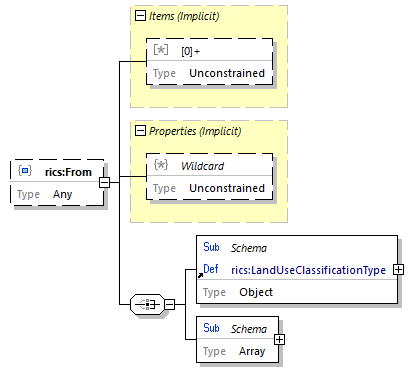 Items (Implicit)
[*] [0]+
Type Unconstrained
Properties (Implicit)
{*} Wildcard
Type Unconstrained
rics:From
Type Any
Sub Schema
Def rics:LandUseClassificationType
Type Object
Sub Schema
Type Array